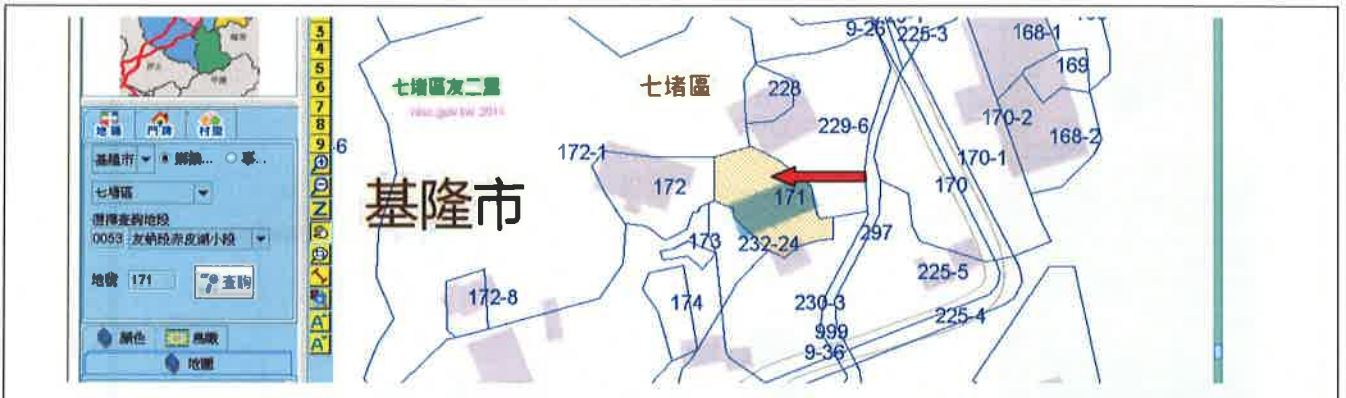 3
4
5
6
7
8
9
地籍 門牌 村里
基隆市
七堵區
選擇查詢地段
0053 友蚋段赤皮湖小段
地號 171 查詢
顏色 鳥瞰
地圖
Z
A
A
七堵區友二里
七堵區
基隆市
-6
9-26
225-3
168-1
169
228
229-6
170-2
168-2
170-1
170
172-1
172
171
173
232-24
297
225-5
172-8
174
230-3
225-4
999
9-36